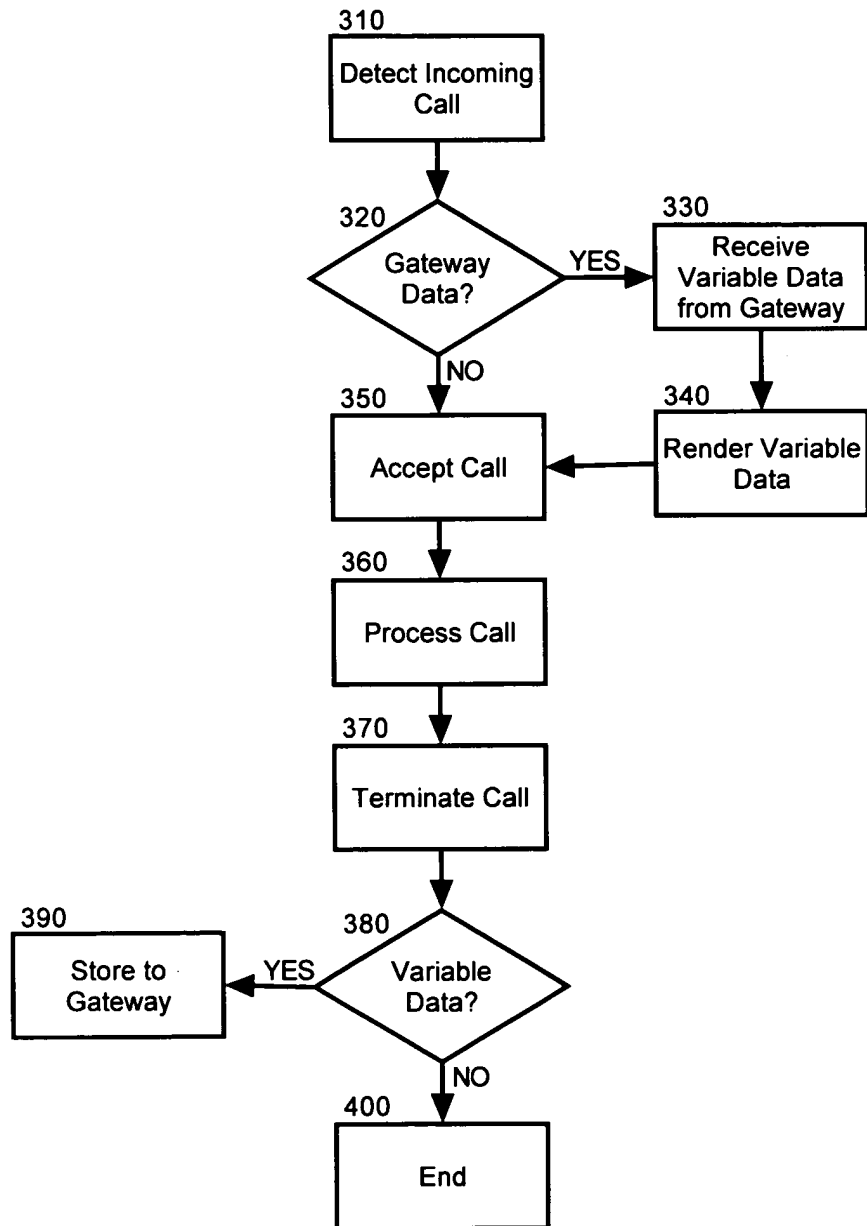 310
Detect Incoming
Call
320
Gateway
Data?
YES
330
Receive
Variable Data
from Gateway
NO
340
Render Variable
Data
350
Accept Call
360
Process Call
370
Terminate Call
380
Variable
Data?
YES
390
Store to
Gateway
NO
400
End